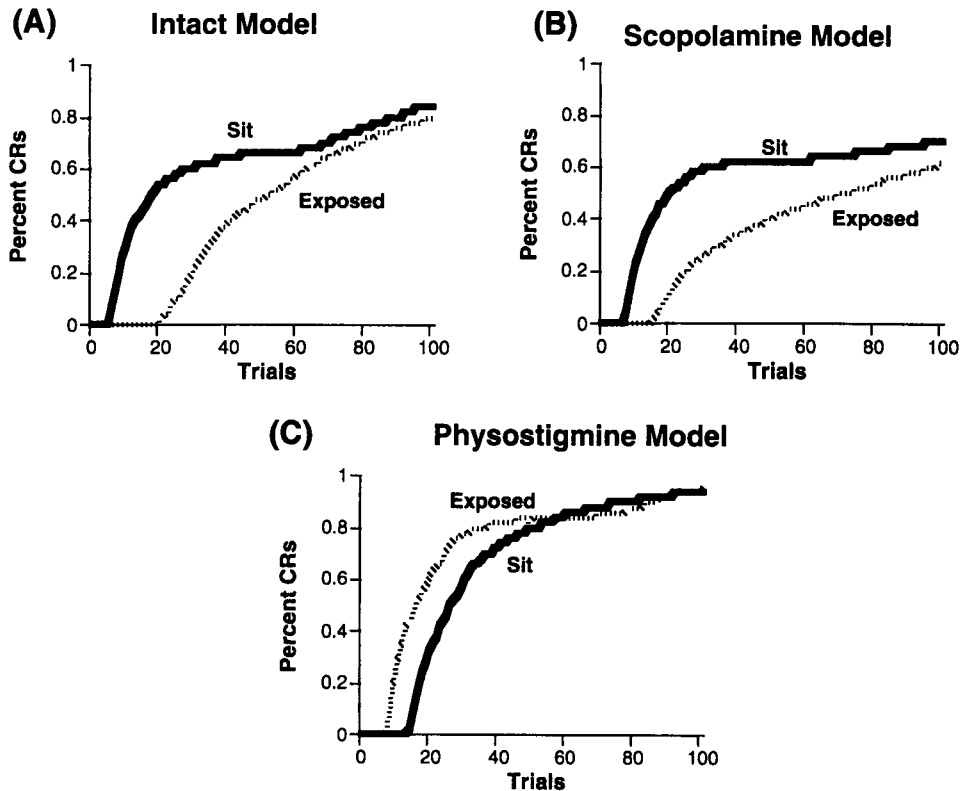 (A)
Intact Model
1
0.8
0.6
0.4
0.2
0
Percent CRs
Sit
Exposed
0 20 40 60 80 100
Trials
(B)
Scopolamine Model
1
0.8
0.6
0.4
0.2
0
Percent CRs
Sit
Exposed
0 20 40 60 80 100
Trials
(C)
Physostigmine Model
1
0.8
0.6
0.4
0.2
0
Percent CRs
Exposed
Sit
0 20 40 60 80 100
Trials